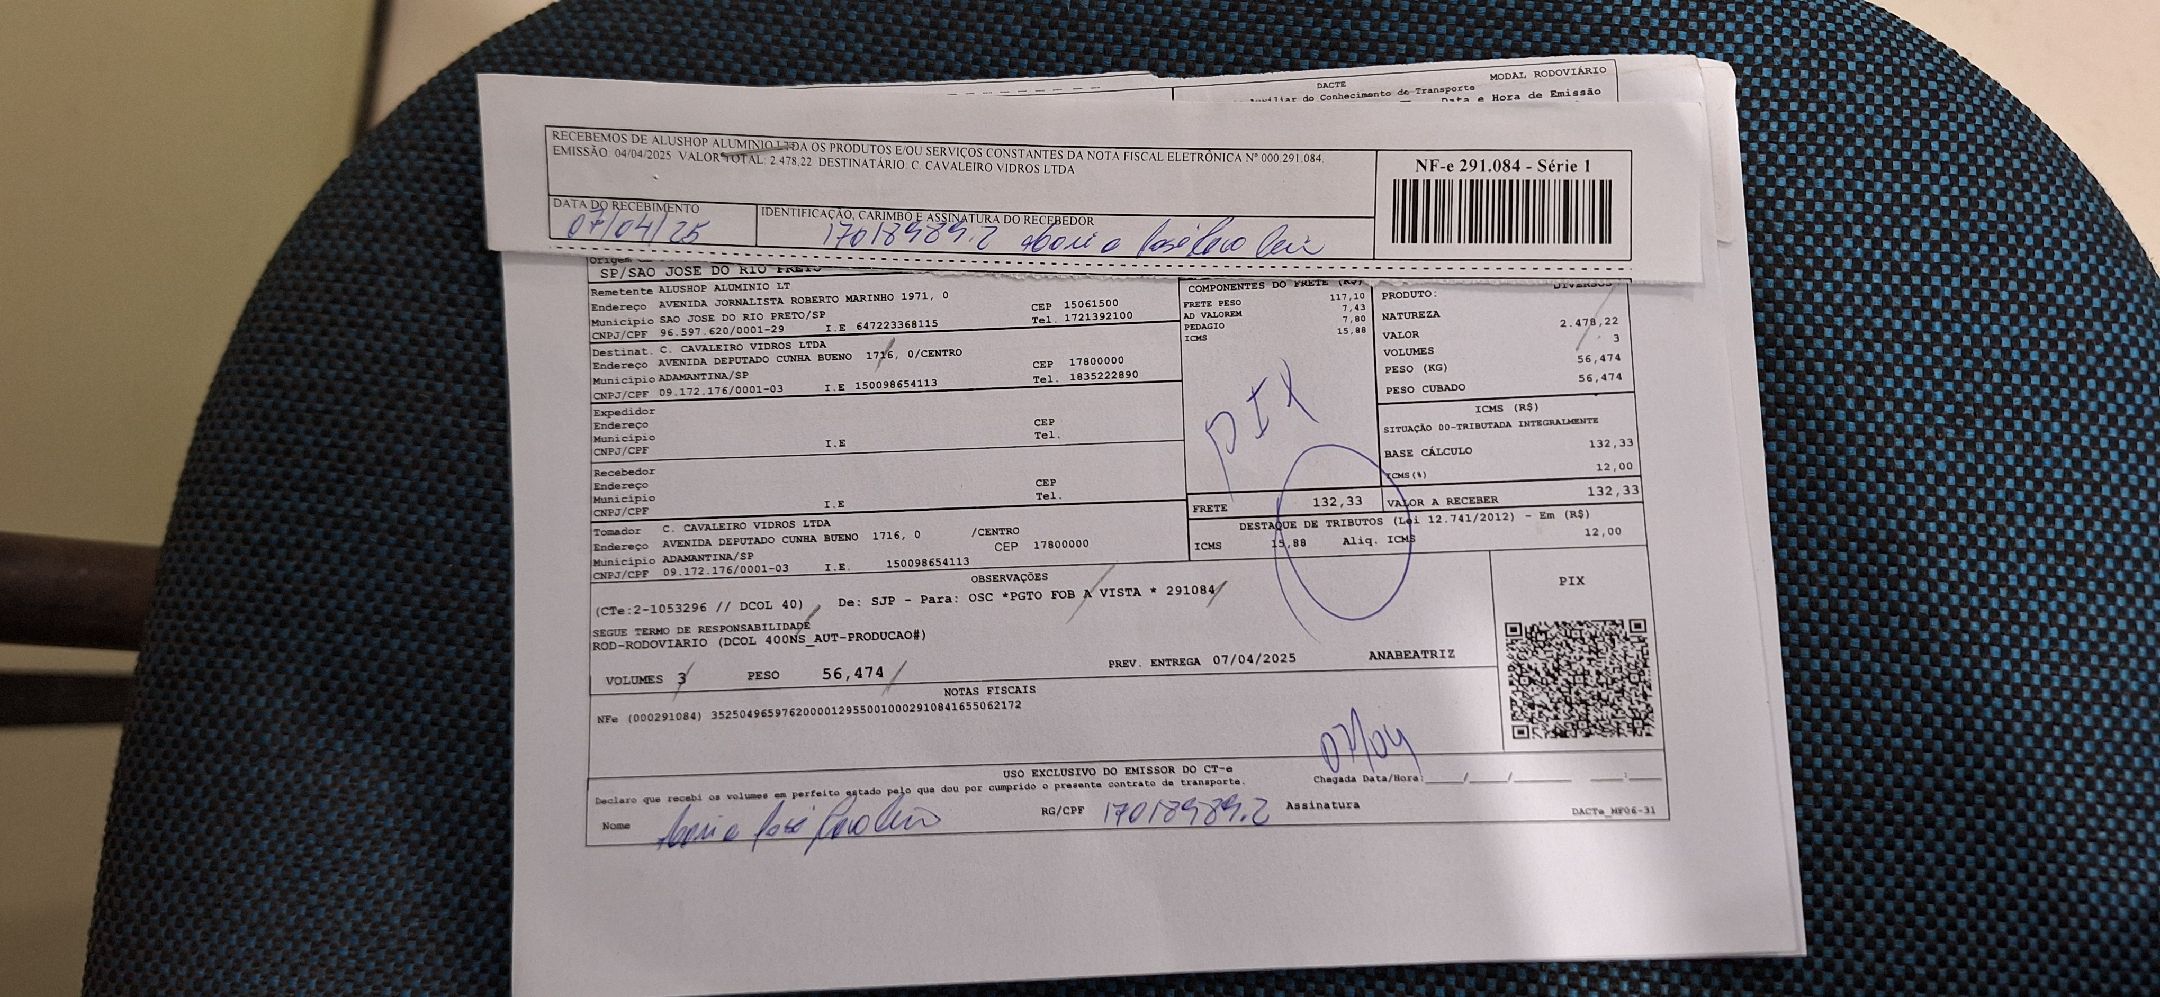 DACTE
MODAL RODOVIÁRIO
Auxiliar do Conhecimento de Transporte
Data e Hora de Emissão
RECEBEMOS DE ALUSHOP ALUMINIO LTDA OS PRODUTOS E/OU SERVIÇOS CONSTANTES DA NOTA FISCAL ELETRÔNICA Nº 000.291.084.
EMISSÃO: 04/04/2025 VALOR TOTAL: 2.478,22 DESTINATÁRIO: C. CAVALEIRO VIDROS LTDA
NF-e 291.084 - Série 1
DATA DO RECEBIMENTO
07/04/25
IDENTIFICAÇÃO, CARIMBO E ASSINATURA DO RECEBEDOR
17018989.2
SP/SAO JOSE DO RIO PRETO
Remetente ALUSHOP ALUMINIO LT
Endereço AVENIDA JORNALISTA ROBERTO MARINHO 1971, 0 CEP 15061500
Município SAO JOSE DO RIO PRETO/SP Tel. 1721392100
CNPJ/CPF 96.597.620/0001-29 I.E 647223368115
Destinat. C. CAVALEIRO VIDROS LTDA
Endereço AVENIDA DEPUTADO CUNHA BUENO 1716, 0/CENTRO CEP 17800000
Município ADAMANTINA/SP Tel. 1835222890
CNPJ/CPF 09.172.176/0001-03 I.E 150098654113
Expedidor
Endereço CEP
Município Tel.
CNPJ/CPF I.E
Recebedor
Endereço CEP
Município Tel.
CNPJ/CPF I.E
Tomador C. CAVALEIRO VIDROS LTDA
Endereço AVENIDA DEPUTADO CUNHA BUENO 1716, 0 /CENTRO
Município ADAMANTINA/SP CEP 17800000
CNPJ/CPF 09.172.176/0001-03 I.E. 150098654113
COMPONENTES DO FRETE (R$)
FRETE PESO 117,10
AD VALOREM 7,43
PEDAGIO 7,80
ICMS 15,88
PIX
FRETE 132,33
PRODUTO: DIVERSOS
NATUREZA
VALOR 2.478,22
VOLUMES 3
PESO (KG) 56,474
PESO CUBADO 56,474
ICMS (R$)
SITUAÇÃO 00-TRIBUTADA INTEGRALMENTE
BASE CÁLCULO 132,33
ICMS(%) 12,00
VALOR A RECEBER 132,33
DESTAQUE DE TRIBUTOS (Lei 12.741/2012) - Em (R$)
ICMS 15,88 Aliq. ICMS 12,00
OBSERVAÇÕES
(CTe:2-1053296 // DCOL 40) De: SJP - Para: OSC *PGTO FOB A VISTA * 291084
SEGUE TERMO DE RESPONSABILIDADE
ROD-RODOVIARIO (DCOL 400NS_AUT-PRODUCAO#)
VOLUMES 3 PESO 56,474 PREV. ENTREGA 07/04/2025 ANABEATRIZ
PIX
NOTAS FISCAIS
NFe (000291084) 35250496597620000129550010002910841655062172
07/04
USO EXCLUSIVO DO EMISSOR DO CT-e
Declaro que recebi os volumes em perfeito estado pelo que dou por cumprido o presente contrato de transporte.
Chegada Data/Hora:____/____/______ ____:____
Nome RG/CPF 17018989.2 Assinatura
DACTe_MF06-31